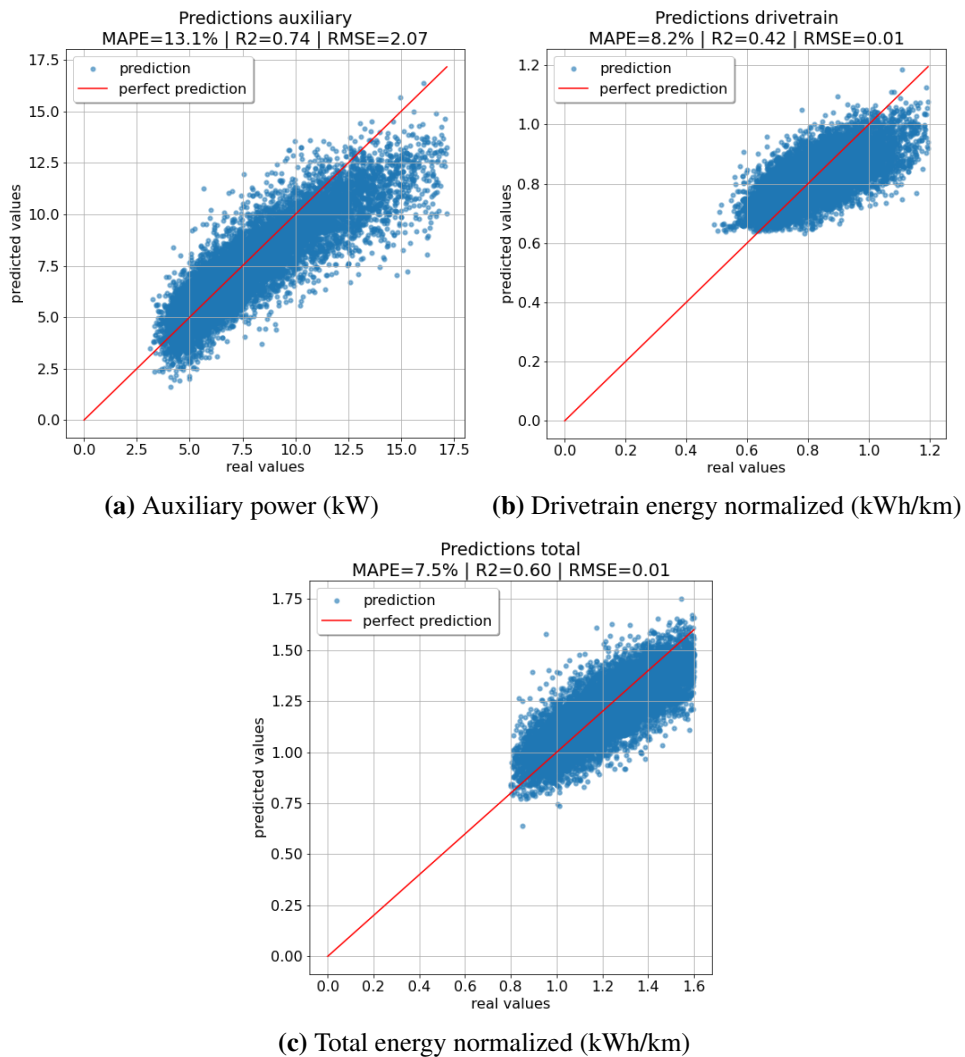 Predictions auxiliary
MAPE=13.1% | R2=0.74 | RMSE=2.07
prediction
perfect prediction
17.5
15.0
12.5
10.0
7.5
5.0
2.5
0.0
predicted values
0.0 2.5 5.0 7.5 10.0 12.5 15.0 17.5
real values
(a) Auxiliary power (kW)
Predictions drivetrain
MAPE=8.2% | R2=0.42 | RMSE=0.01
prediction
perfect prediction
1.2
1.0
0.8
0.6
0.4
0.2
0.0
predicted values
0.0 0.2 0.4 0.6 0.8 1.0 1.2
real values
(b) Drivetrain energy normalized (kWh/km)
Predictions total
MAPE=7.5% | R2=0.60 | RMSE=0.01
prediction
perfect prediction
1.75
1.50
1.25
1.00
0.75
0.50
0.25
0.00
predicted values
0.0 0.2 0.4 0.6 0.8 1.0 1.2 1.4 1.6
real values
(c) Total energy normalized (kWh/km)